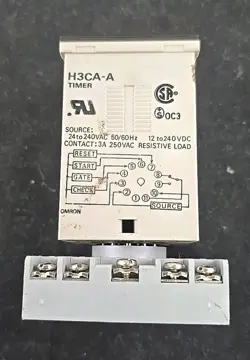 H3CA-A
TIMER
OC3
SOURCE:
24 to 240VAC 50/60Hz 12 to 240VDC
CONTACT: 3A 250VAC RESISTIVE LOAD
RESET
START
GATE
CHECK
OMRON
SOURCE